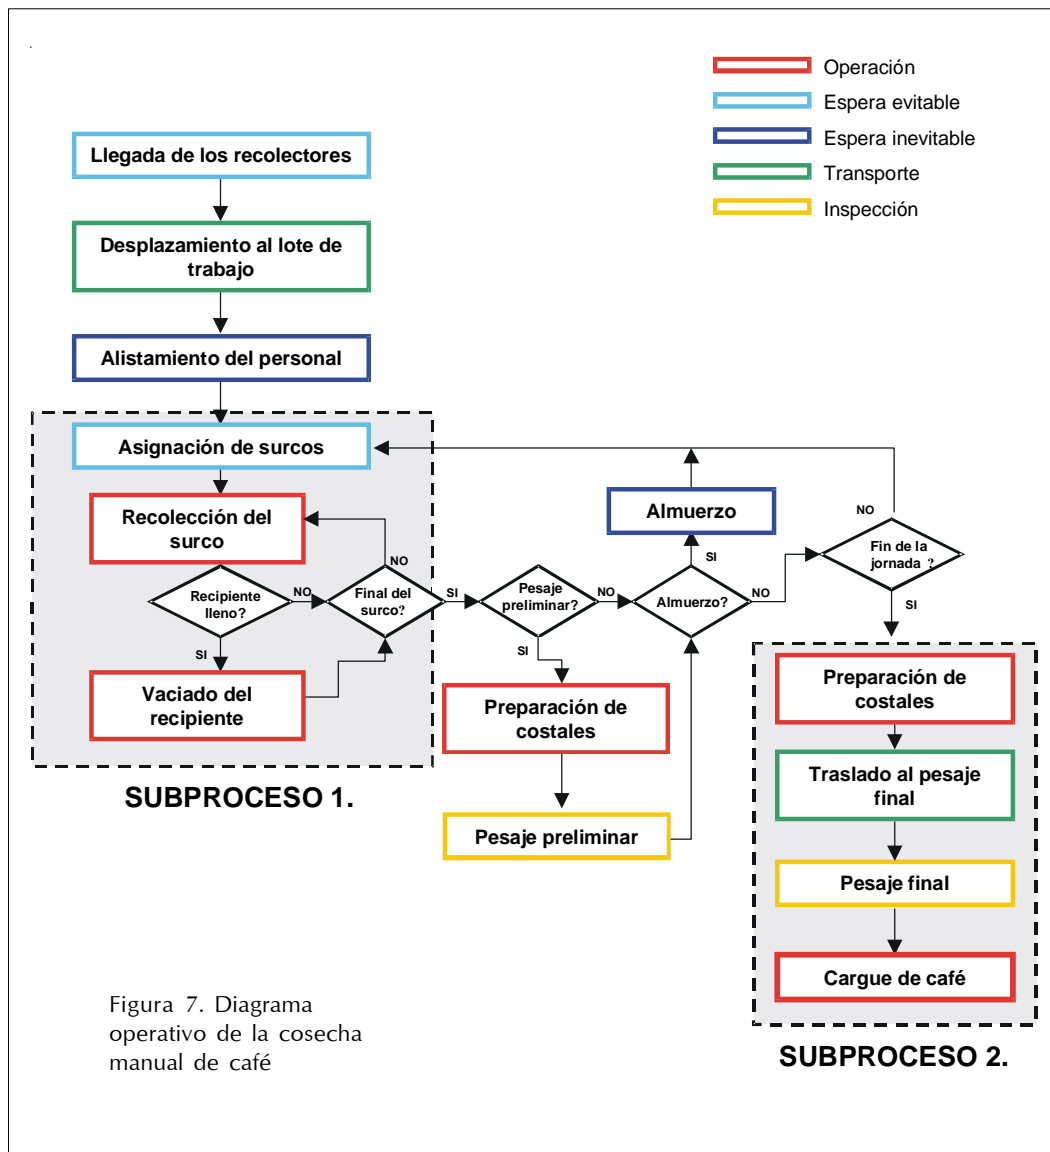 Operación
Espera evitable
Espera inevitable
Transporte
Inspección
Llegada de los recolectores
Desplazamiento al lote de
trabajo
Alistamiento del personal
Asignación de surcos
Recolección del
surco
Recipiente
lleno?
NO
SI
Vaciado del
recipiente
Final del
surco?
NO
SI
SUBPROCESO 1.
Pesaje
preliminar?
NO
SI
Preparación de
costales
Pesaje preliminar
Almuerzo
SI
Almuerzo?
NO
NO
Fin de la
jornada ?
SI
Preparación de
costales
Traslado al pesaje
final
Pesaje final
Cargue de café
SUBPROCESO 2.
Figura 7. Diagrama
operativo de la cosecha
manual de café